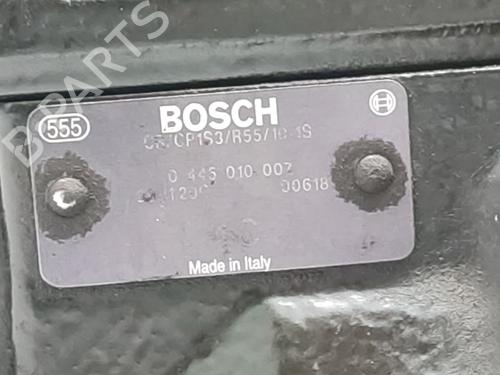 555
BOSCH
CR/CP1S3/R55/10-1S
0 445 010 007
00618
Made in Italy
B-PARTS